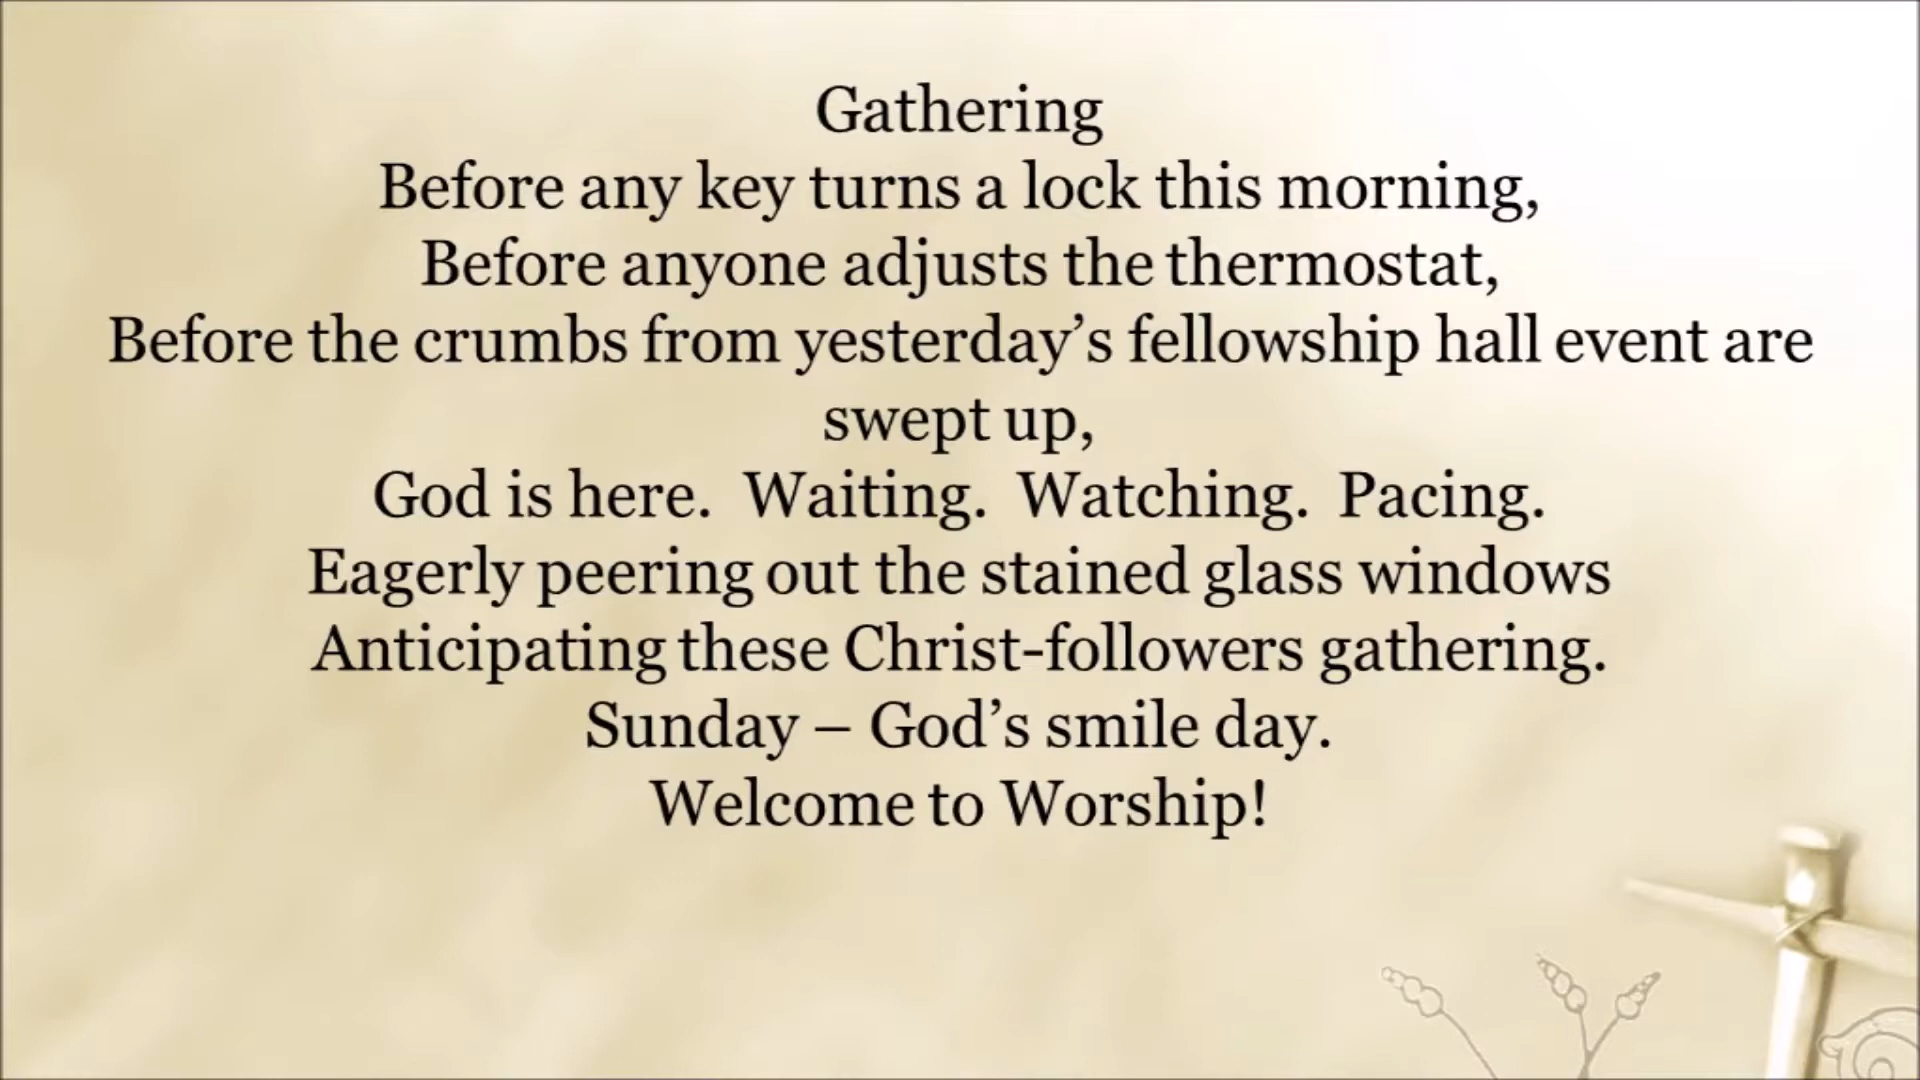 Gathering
Before any key turns a lock this morning,
Before anyone adjusts the thermostat,
Before the crumbs from yesterday’s fellowship hall event are
swept up,
God is here.  Waiting.  Watching.  Pacing.
Eagerly peering out the stained glass windows
Anticipating these Christ-followers gathering.
Sunday – God’s smile day.
Welcome to Worship!